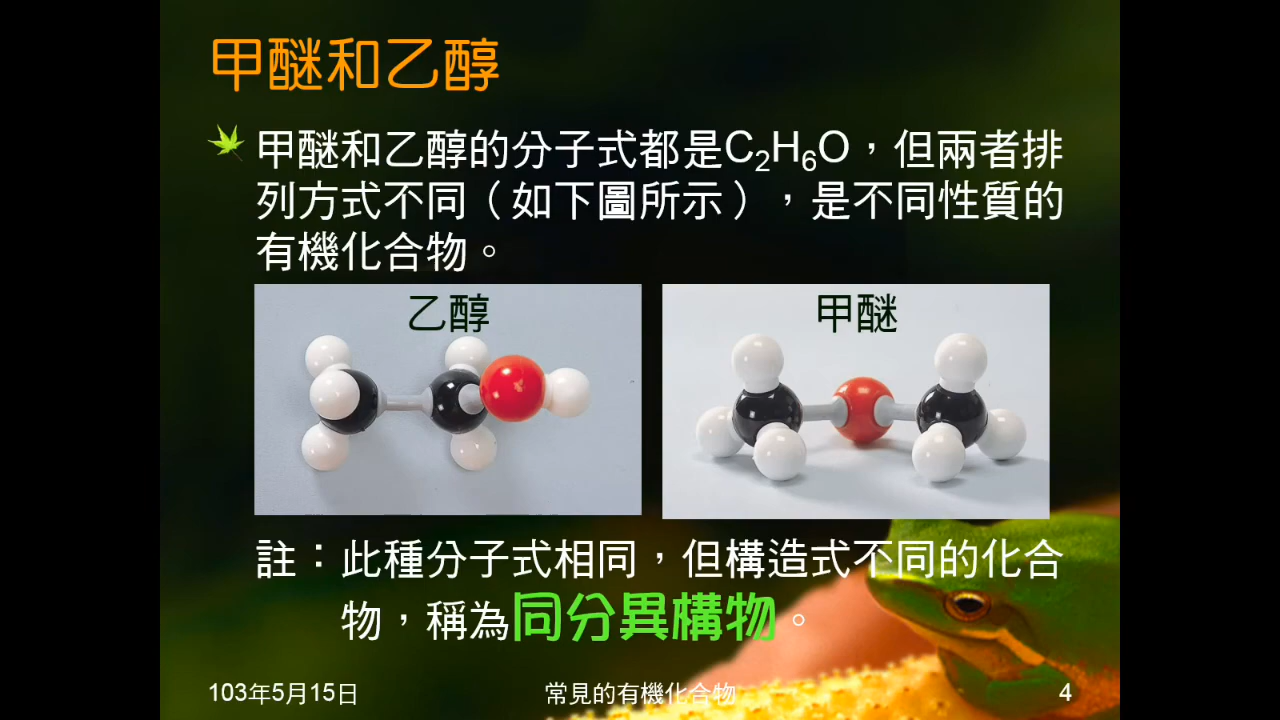 甲醚和乙醇
甲醚和乙醇的分子式都是C₂H₆O，但兩者排
列方式不同（如下圖所示），是不同性質的
有機化合物。
乙醇
甲醚
註：此種分子式相同，但構造式不同的化合
物，稱為同分異構物。
103年5月15日
常見的有機化合物
4